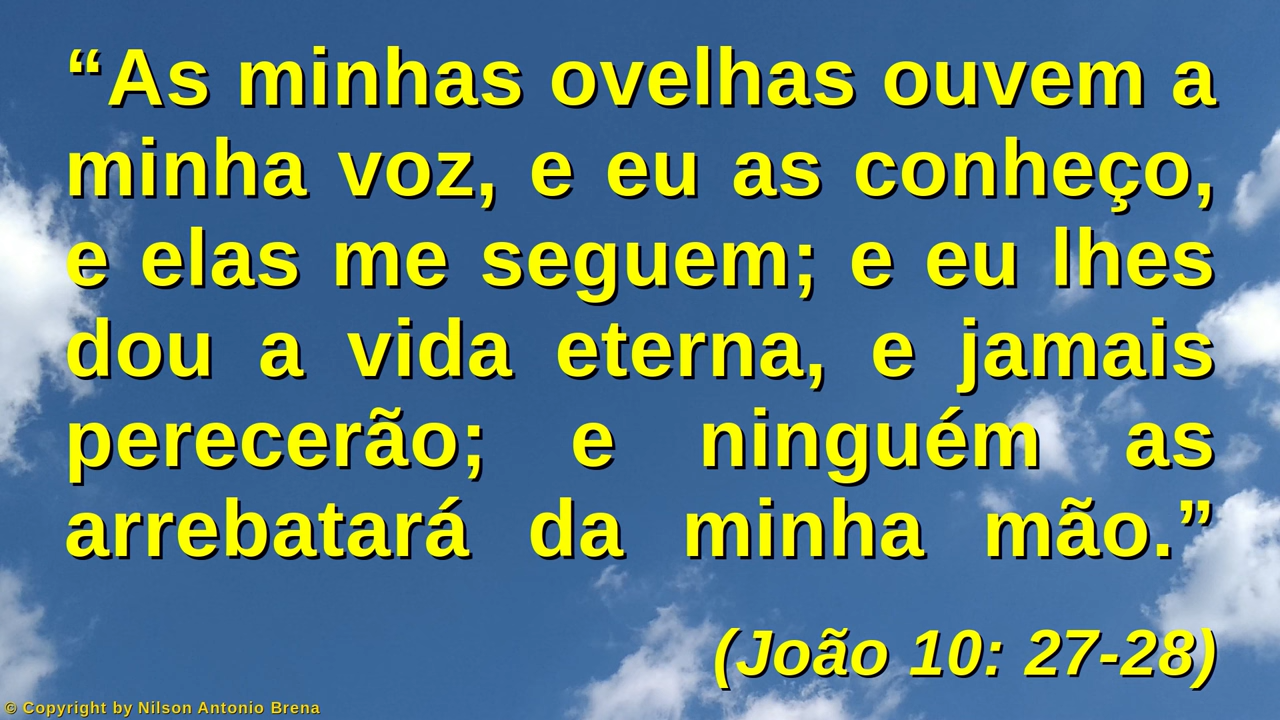 “As minhas ovelhas ouvem a
minha voz, e eu as conheço,
e elas me seguem; e eu lhes
dou a vida eterna, e jamais
perecerão; e ninguém as
arrebatará da minha mão.”
(João 10: 27-28)
© Copyright by Nilson Antonio Brena